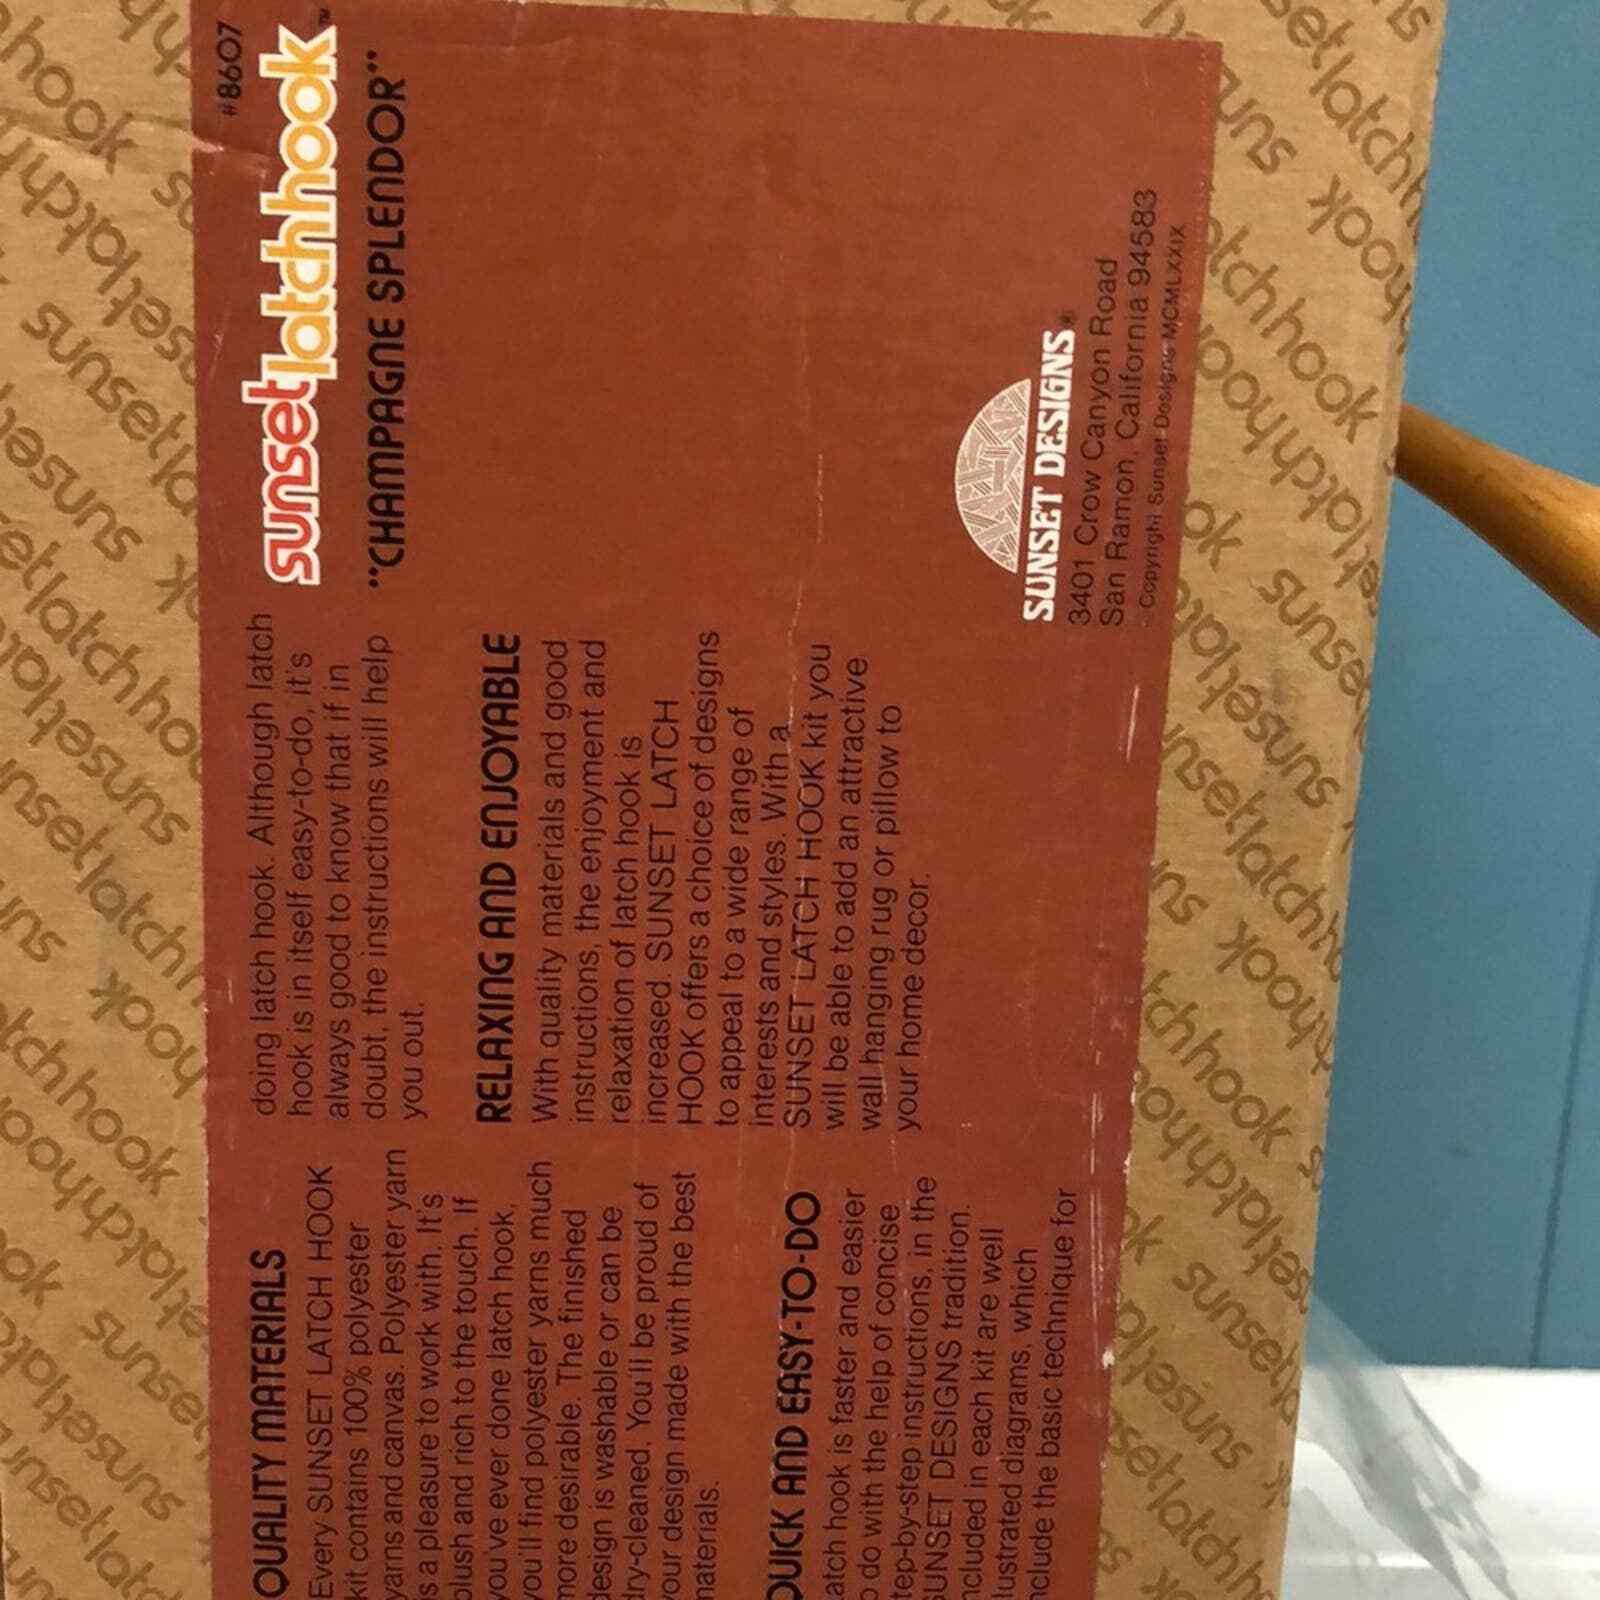 QUALITY MATERIALS
Every SUNSET LATCH HOOK
kit contains 100% polyester
yarns and canvas. Polyester yarn
is a pleasure to work with. It's
plush and rich to the touch. If
you've ever done latch hook,
you'll find polyester yarns much
more desirable. The finished
design is washable or can be
dry-cleaned. You'll be proud of
your design made with the best
materials.
QUICK AND EASY-TO-DO
Latch hook is faster and easier
to do with the help of concise
step-by-step instructions, in the
SUNSET DESIGNS tradition.
Included in each kit are well
illustrated diagrams, which
include the basic technique for
doing latch hook. Although latch
hook is in itself easy-to-do, it's
always good to know that if in
doubt, the instructions will help
you out.
RELAXING AND ENJOYABLE
With quality materials and good
instructions, the enjoyment and
relaxation of latch hook is
increased. SUNSET LATCH
HOOK offers a choice of designs
to appeal to a wide range of
interests and styles. With a
SUNSET LATCH HOOK kit you
will be able to add an attractive
wall hanging rug or pillow to
your home decor.
#8607
sunset latchhook™
"CHAMPAGNE SPLENDOR"
SUNSET DESIGNS®
3401 Crow Canyon Road
San Ramon, California 94583
Copyright Sunset Designs MCMLXXIX